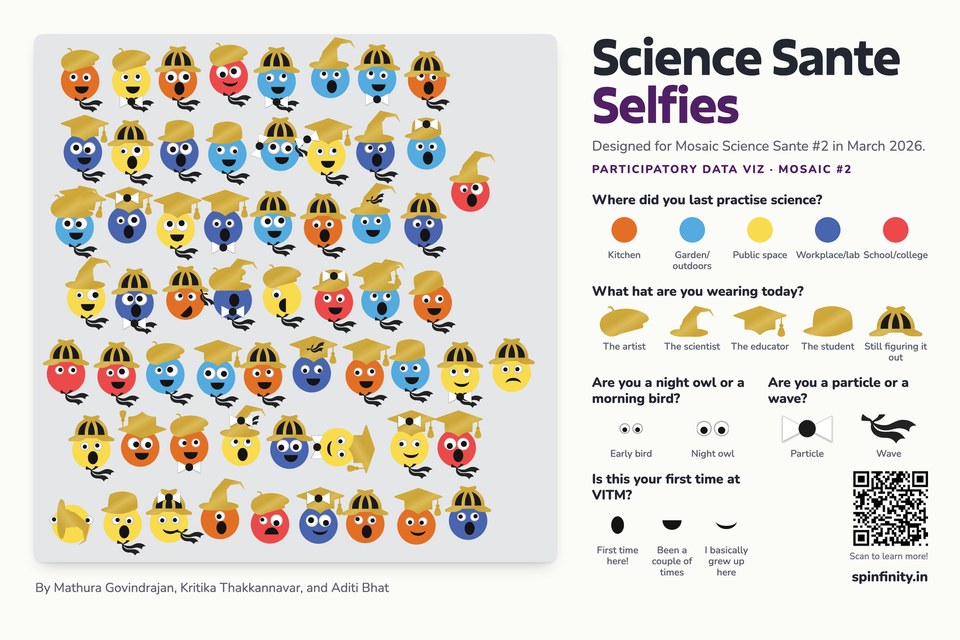 Science Sante
Selfies
Designed for Mosaic Science Sante #2 in March 2026.
PARTICIPATORY DATA VIZ · MOSAIC #2
Where did you last practise science?
Kitchen
Garden/
outdoors
Public space
Workplace/lab
School/college
What hat are you wearing today?
The artist
The scientist
The educator
The student
Still figuring it
out
Are you a night owl or a
morning bird?
Early bird
Night owl
Are you a particle or a
wave?
Particle
Wave
Is this your first time at
VITM?
First time
here!
Been a
couple of
times
I basically
grew up
here
Scan to learn more!
spinfinity.in
By Mathura Govindrajan, Kritika Thakkannavar, and Aditi Bhat